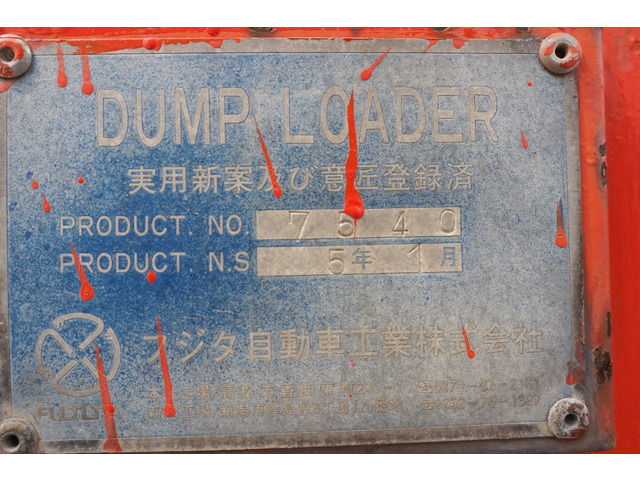 DUMP LOADER
実用新案及び意匠登録済
PRODUCT. NO. 7540
PRODUCT. N.S 5年 1月
フジタ自動車工業株式会社
FUJITA